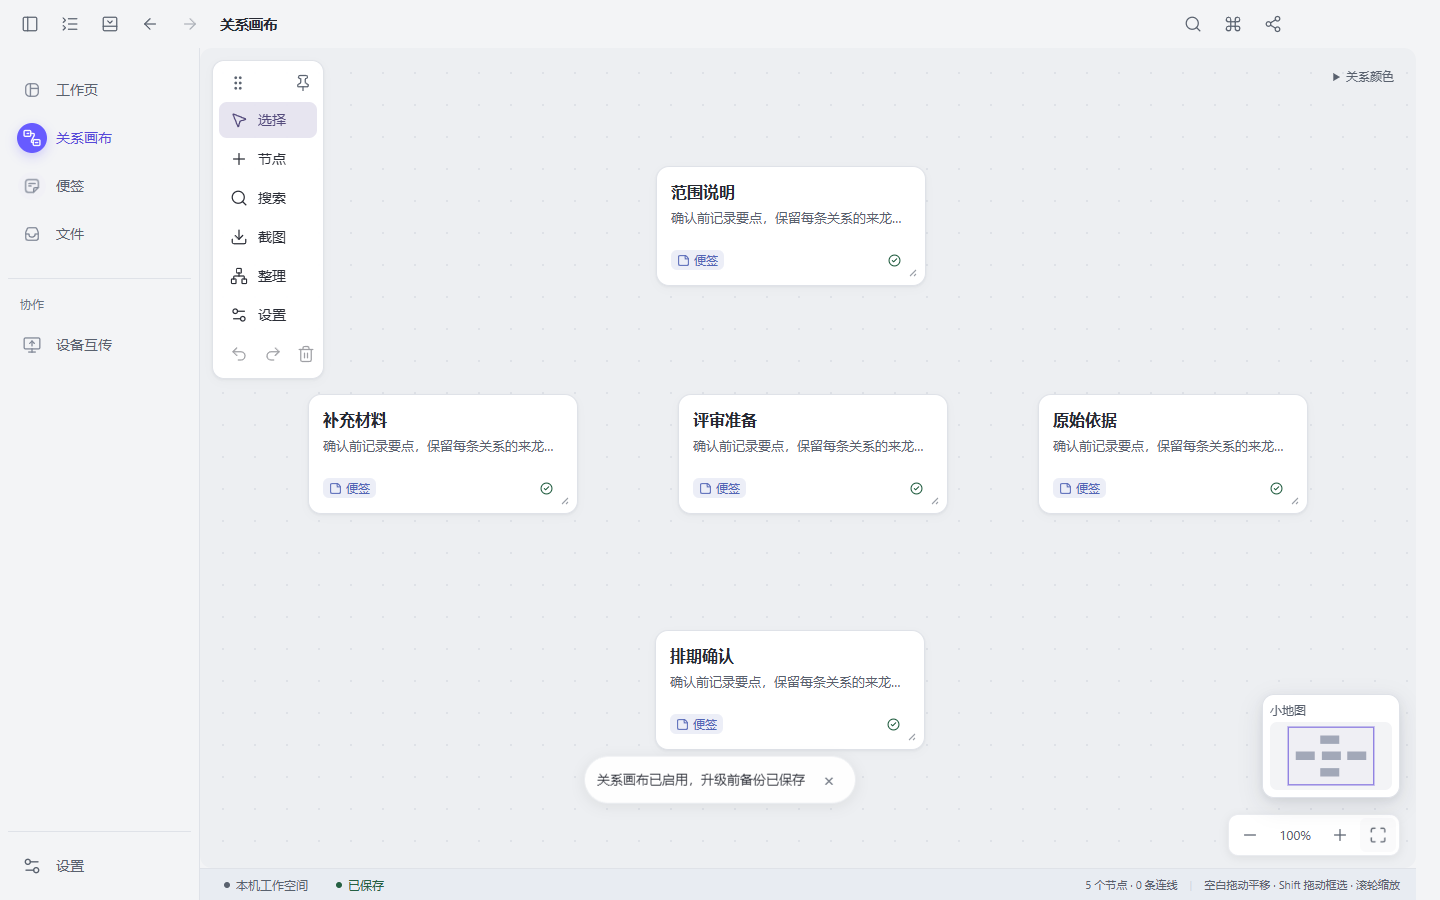 关系画布
工作页
关系画布
便签
文件
协作
设备互传
设置
选择
节点
搜索
截图
整理
设置
关系颜色
范围说明
确认前记录要点，保留每条关系的来龙...
便签
补充材料
确认前记录要点，保留每条关系的来龙...
便签
评审准备
确认前记录要点，保留每条关系的来龙...
便签
原始依据
确认前记录要点，保留每条关系的来龙...
便签
排期确认
确认前记录要点，保留每条关系的来龙...
便签
关系画布已启用，升级前备份已保存
小地图
100%
本机工作空间
已保存
5 个节点 · 0 条连线
空白拖动平移 · Shift 拖动框选 · 滚轮缩放